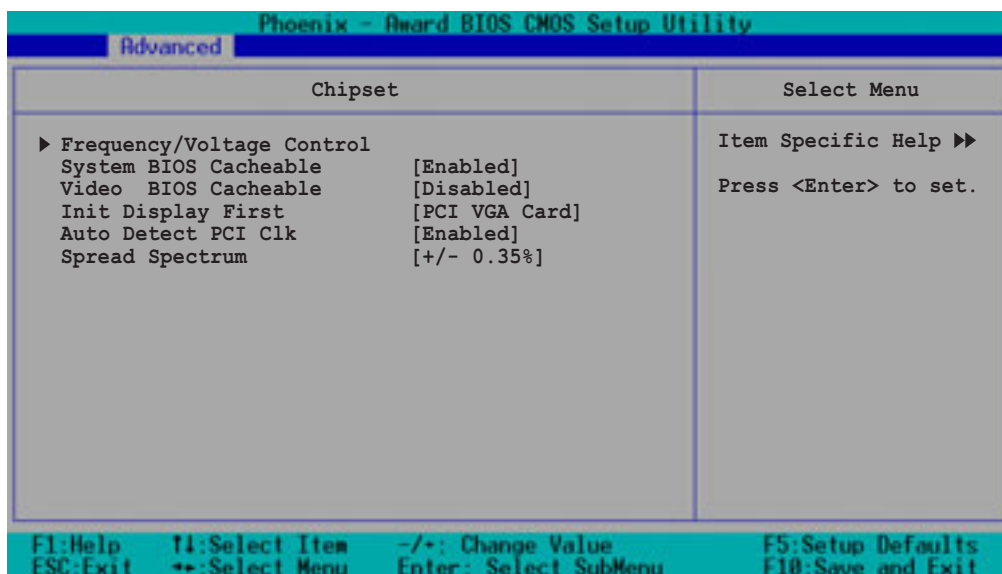 Phoenix - Award BIOS CMOS Setup Utility
Advanced
Chipset
Select Menu
▶ Frequency/Voltage Control
System BIOS Cacheable [Enabled]
Video BIOS Cacheable [Disabled]
Init Display First [PCI VGA Card]
Auto Detect PCI Clk [Enabled]
Spread Spectrum [+/- 0.35%]
Item Specific Help ▶▶
Press <Enter> to set.
F1:Help ↑↓:Select Item -/+: Change Value F5:Setup Defaults
ESC:Exit ←→:Select Menu Enter: Select SubMenu F10:Save and Exit